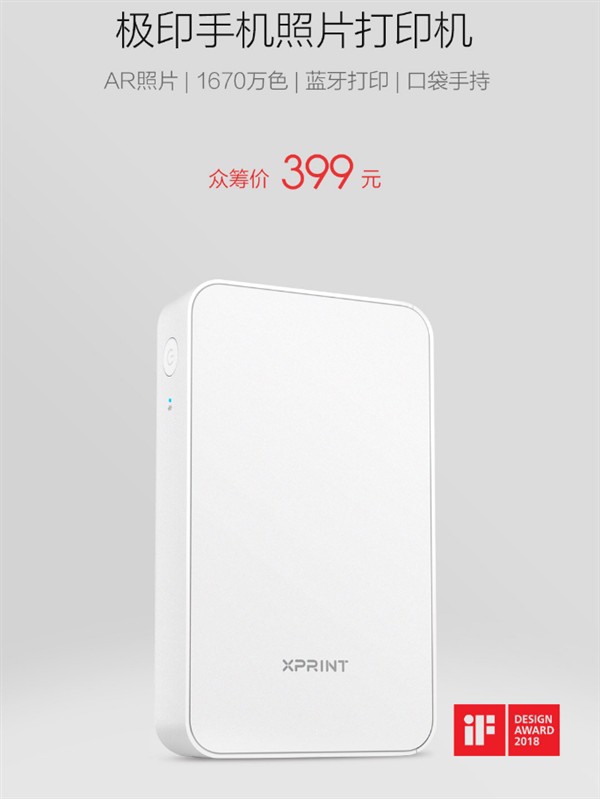 极印手机照片打印机
AR照片 | 1670万色 | 蓝牙打印 | 口袋手持
众筹价 399 元
XPRINT
iF DESIGN
AWARD
2018